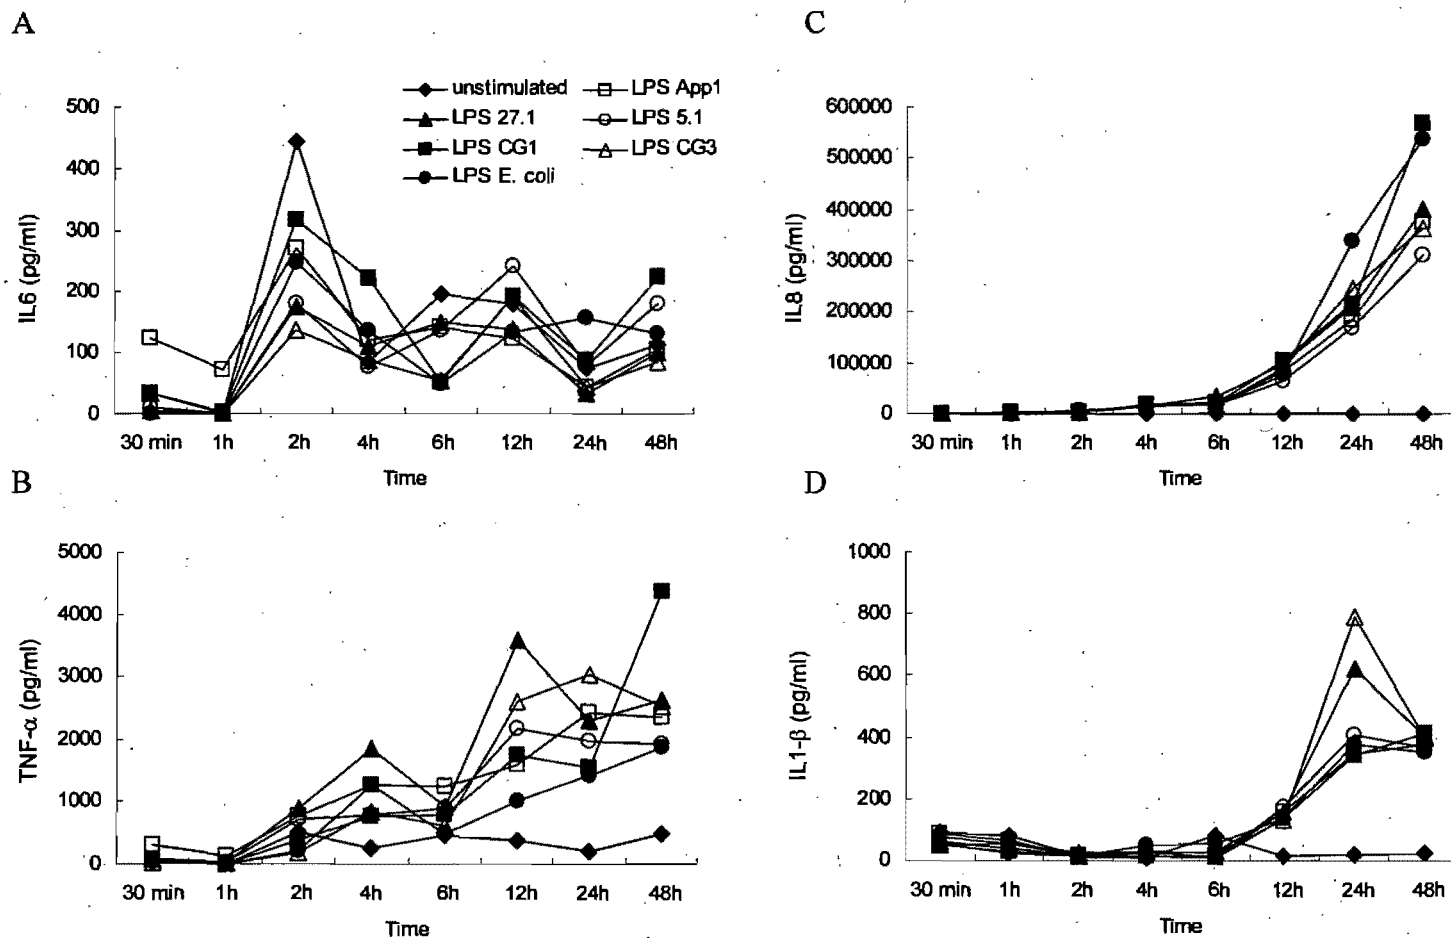 A
unstimulated LPS App1
LPS 27.1 LPS 5.1
LPS CG1 LPS CG3
LPS E. coli
500
400
300
200
100
0
IL6 (pg/ml)
30 min 1h 2h 4h 6h 12h 24h 48h
Time
C
600000
500000
400000
300000
200000
100000
0
IL8 (pg/ml)
30 min 1h 2h 4h 6h 12h 24h 48h
Time
B
5000
4000
3000
2000
1000
0
TNF-α (pg/ml)
30 min 1h 2h 4h 6h 12h 24h 48h
Time
D
1000
800
600
400
200
0
IL1-β (pg/ml)
30 min 1h 2h 4h 6h 12h 24h 48h
Time